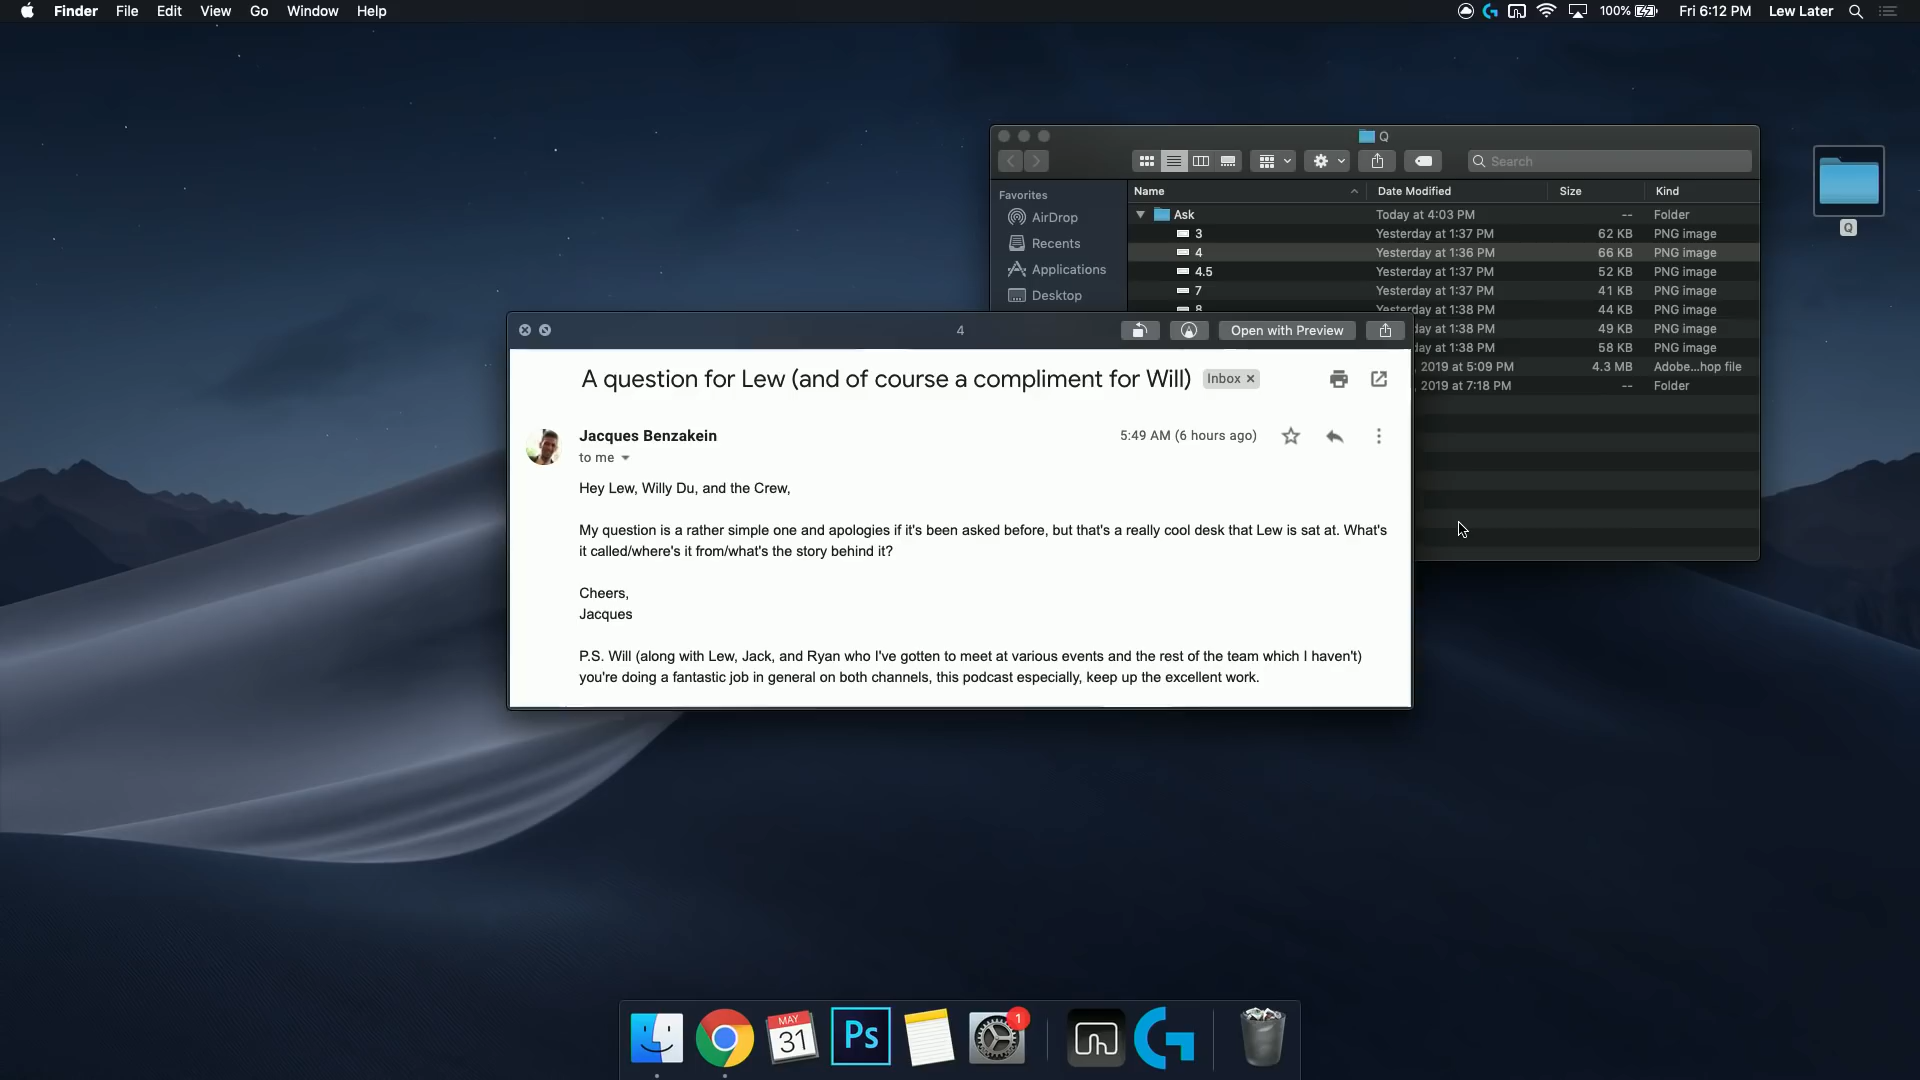 Finder File Edit View Go Window Help
100% Fri 6:12 PM Lew Later
Q
Search
Favorites
AirDrop
Recents
Applications
Desktop
Name Date Modified Size Kind
Ask Today at 4:03 PM -- Folder
3 Yesterday at 1:37 PM 62 KB PNG image
4 Yesterday at 1:36 PM 66 KB PNG image
4.5 Yesterday at 1:37 PM 52 KB PNG image
7 Yesterday at 1:37 PM 41 KB PNG image
8 Yesterday at 1:38 PM 44 KB PNG image
day at 1:38 PM 49 KB PNG image
day at 1:38 PM 58 KB PNG image
, 2019 at 5:09 PM 4.3 MB Adobe...hop file
, 2019 at 7:18 PM -- Folder
Q
4
Open with Preview
A question for Lew (and of course a compliment for Will) Inbox ×
Jacques Benzakein
5:49 AM (6 hours ago)
to me
Hey Lew, Willy Du, and the Crew,
My question is a rather simple one and apologies if it's been asked before, but that's a really cool desk that Lew is sat at. What's
it called/where's it from/what's the story behind it?
Cheers,
Jacques
P.S. Will (along with Lew, Jack, and Ryan who I've gotten to meet at various events and the rest of the team which I haven't)
you're doing a fantastic job in general on both channels, this podcast especially, keep up the excellent work.
MAY
31
Ps
1